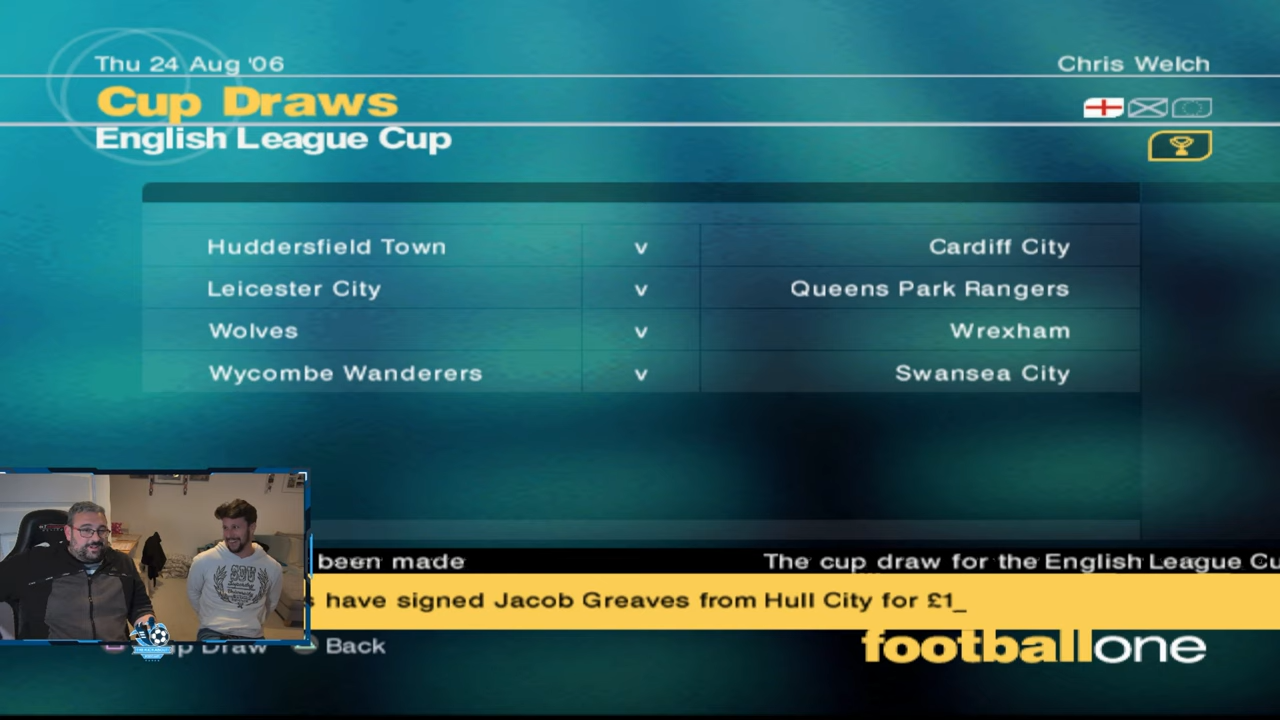 Thu 24 Aug '06
Chris Welch
Cup Draws
English League Cup
Huddersfield Town v Cardiff City
Leicester City v Queens Park Rangers
Wolves v Wrexham
Wycombe Wanderers v Swansea City
been made The cup draw for the English League Cu
s have signed Jacob Greaves from Hull City for £1_
p Draw Back
footballone